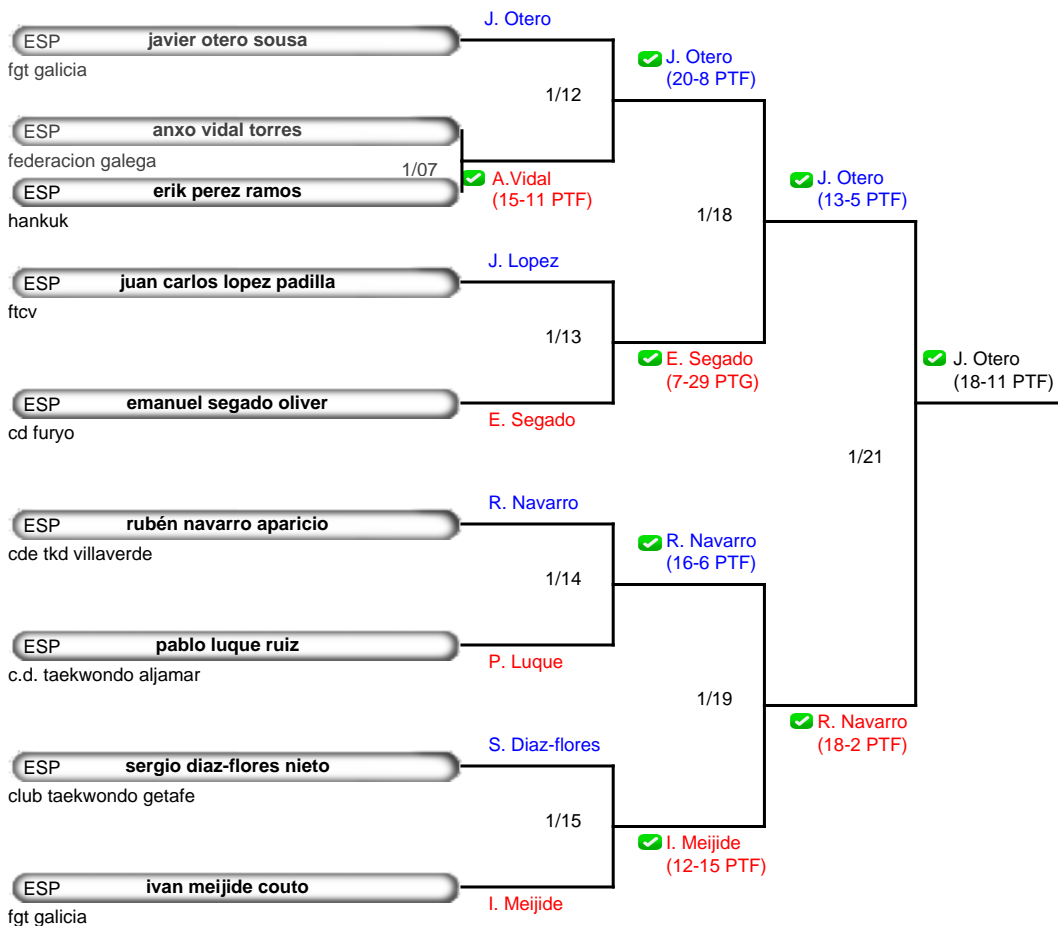 J. Otero
ESP javier otero sousa
fgt galicia
J. Otero
(20-8 PTF)
1/12
ESP anxo vidal torres
federacion galega
1/07
A.Vidal
(15-11 PTF)
ESP erik perez ramos
hankuk
J. Otero
(13-5 PTF)
1/18
J. Lopez
ESP juan carlos lopez padilla
ftcv
1/13
E. Segado
(7-29 PTG)
J. Otero
(18-11 PTF)
ESP emanuel segado oliver
E. Segado
cd furyo
1/21
R. Navarro
ESP rubén navarro aparicio
cde tkd villaverde
R. Navarro
(16-6 PTF)
1/14
ESP pablo luque ruiz
P. Luque
c.d. taekwondo aljamar
1/19
R. Navarro
(18-2 PTF)
S. Diaz-flores
ESP sergio diaz-flores nieto
club taekwondo getafe
1/15
I. Meijide
(12-15 PTF)
ESP ivan meijide couto
I. Meijide
fgt galicia